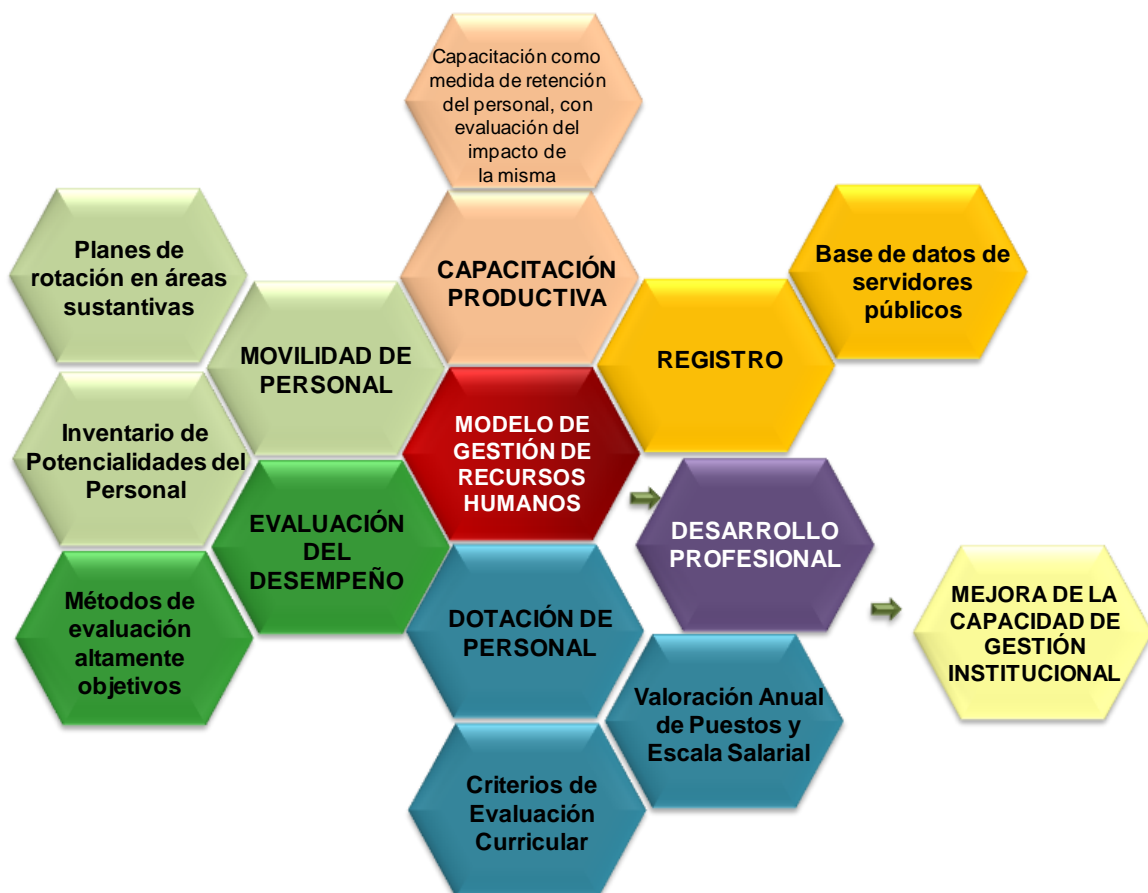 Capacitación como
medida de retención
del personal, con
evaluación del
impacto de
la misma
Planes de
rotación en áreas
sustantivas
CAPACITACIÓN
PRODUCTIVA
Base de datos de
servidores
públicos
MOVILIDAD DE
PERSONAL
REGISTRO
Inventario de
Potencialidades del
Personal
MODELO DE
GESTIÓN DE
RECURSOS
HUMANOS
EVALUACIÓN
DEL
DESEMPEÑO
DESARROLLO
PROFESIONAL
Métodos de
evaluación
altamente
objetivos
DOTACIÓN DE
PERSONAL
MEJORA DE LA
CAPACIDAD DE
GESTIÓN
INSTITUCIONAL
Valoración Anual
de Puestos y
Escala Salarial
Criterios de
Evaluación
Curricular